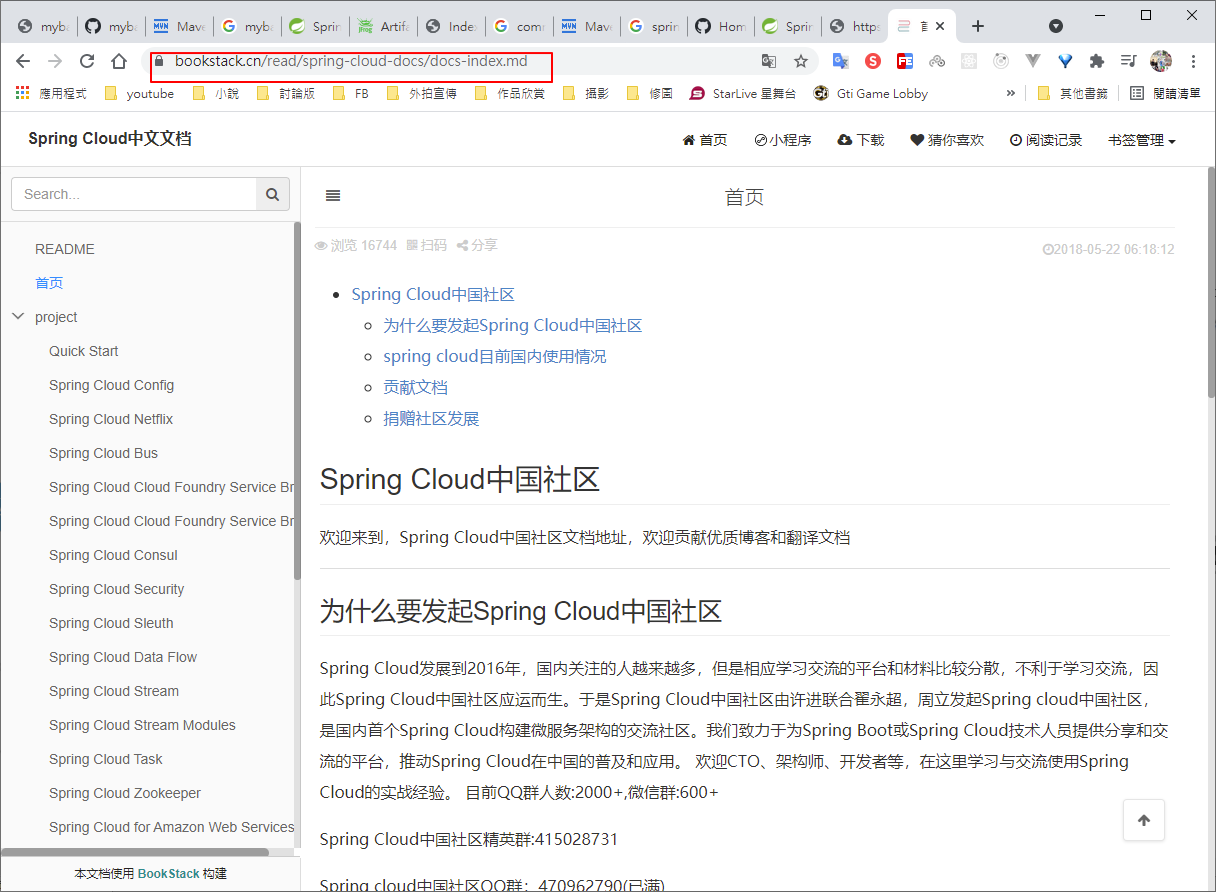 myba
myba
Mave
myba
Sprin
Artifa
Index
com
Mave
sprin
Hom
Sprin
https
bookstack.cn/read/spring-cloud-docs/docs-index.md
應用程式
youtube
小說
討論版
FB
外拍宣傳
作品欣賞
攝影
修圖
StarLive 星舞台
Gti Game Lobby
»
其他書籤
閱讀清單
Spring Cloud中文文档
首页
小程序
下载
猜你喜欢
阅读记录
书签管理
Search...
README
首页
project
Quick Start
Spring Cloud Config
Spring Cloud Netflix
Spring Cloud Bus
Spring Cloud Cloud Foundry Service Br
Spring Cloud Cloud Foundry Service Br
Spring Cloud Consul
Spring Cloud Security
Spring Cloud Sleuth
Spring Cloud Data Flow
Spring Cloud Stream
Spring Cloud Stream Modules
Spring Cloud Task
Spring Cloud Zookeeper
Spring Cloud for Amazon Web Services
本文档使用 BookStack 构建
首页
浏览 16744 扫码 分享
2018-05-22 06:18:12
Spring Cloud中国社区
为什么要发起Spring Cloud中国社区
spring cloud目前国内使用情况
贡献文档
捐赠社区发展
Spring Cloud中国社区
欢迎来到，Spring Cloud中国社区文档地址，欢迎贡献优质博客和翻译文档
为什么要发起Spring Cloud中国社区
Spring Cloud发展到2016年，国内关注的人越来越多，但是相应学习交流的平台和材料比较分散，不利于学习交流，因
此Spring Cloud中国社区应运而生。于是Spring Cloud中国社区由许进联合翟永超，周立发起Spring cloud中国社区，
是国内首个Spring Cloud构建微服务架构的交流社区。我们致力于为Spring Boot或Spring Cloud技术人员提供分享和交
流的平台，推动Spring Cloud在中国的普及和应用。 欢迎CTO、架构师、开发者等，在这里学习与交流使用Spring
Cloud的实战经验。 目前QQ群人数:2000+,微信群:600+
Spring Cloud中国社区精英群:415028731
Spring cloud中国社区QQ群：470962790(已满)